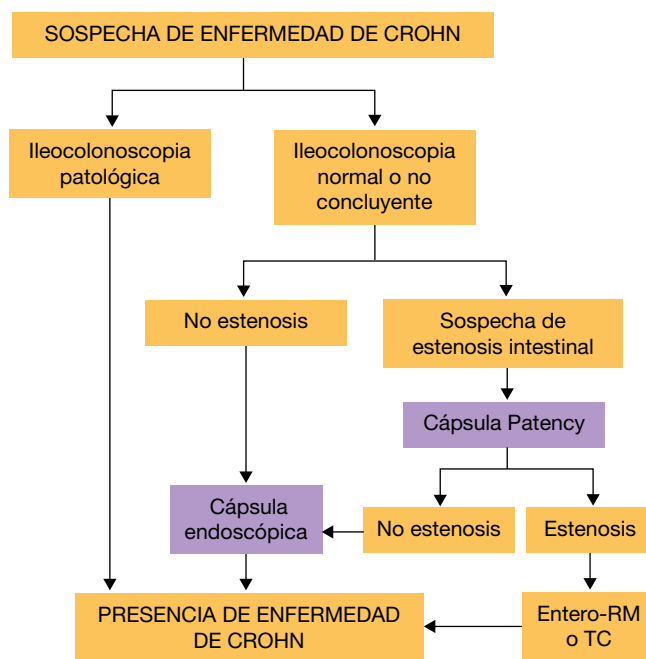 SOSPECHA DE ENFERMEDAD DE CROHN
Ileocolonoscopia
patológica
Ileocolonoscopia
normal o no
concluyente
No estenosis
Sospecha de
estenosis intestinal
Cápsula Patency
Cápsula
endoscópica
No estenosis
Estenosis
PRESENCIA DE ENFERMEDAD
DE CROHN
Entero-RM
o TC